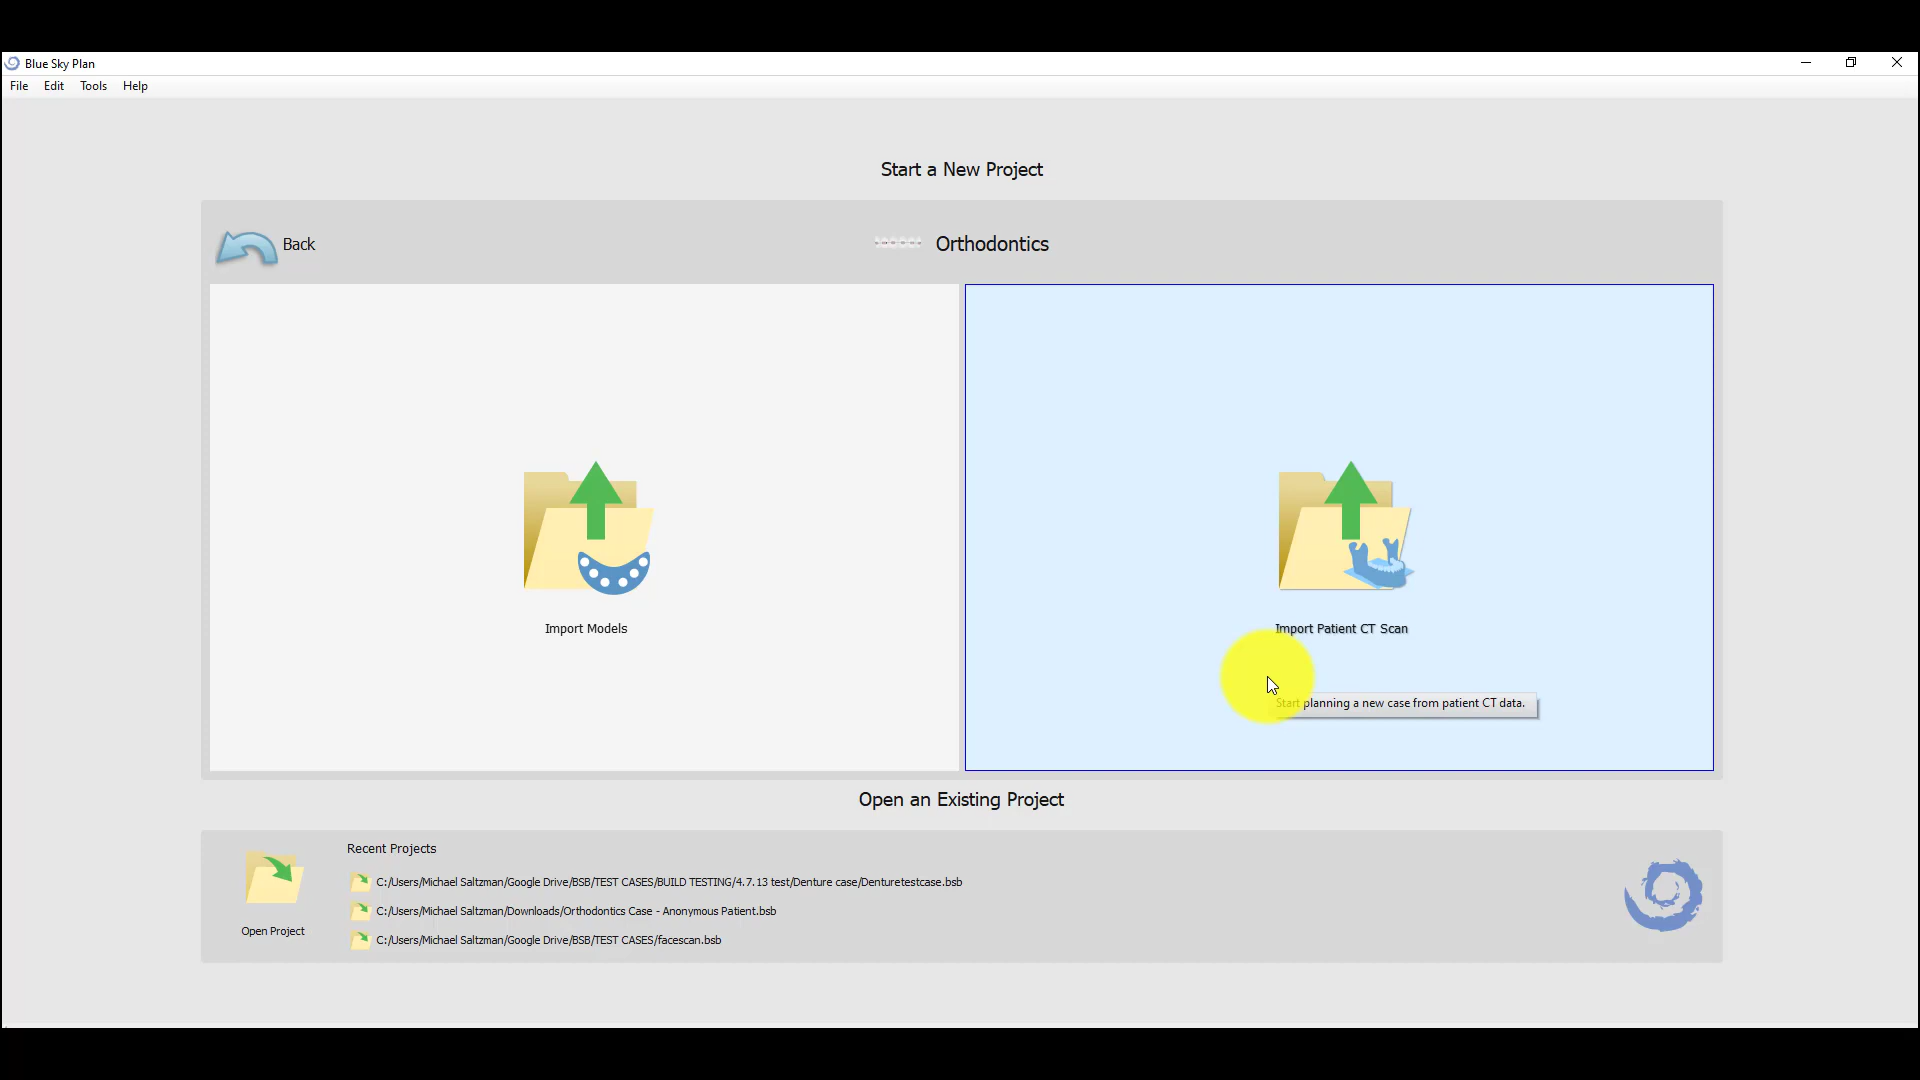 Blue Sky Plan
File Edit Tools Help
Start a New Project
Back
Orthodontics
Import Models
Import Patient CT Scan
Start planning a new case from patient CT data.
Open an Existing Project
Recent Projects
C:/Users/Michael Saltzman/Google Drive/BSB/TEST CASES/BUILD TESTING/4.7.13 test/Denture case/Denturetestcase.bsb
C:/Users/Michael Saltzman/Downloads/Orthodontics Case - Anonymous Patient.bsb
C:/Users/Michael Saltzman/Google Drive/BSB/TEST CASES/facescan.bsb
Open Project